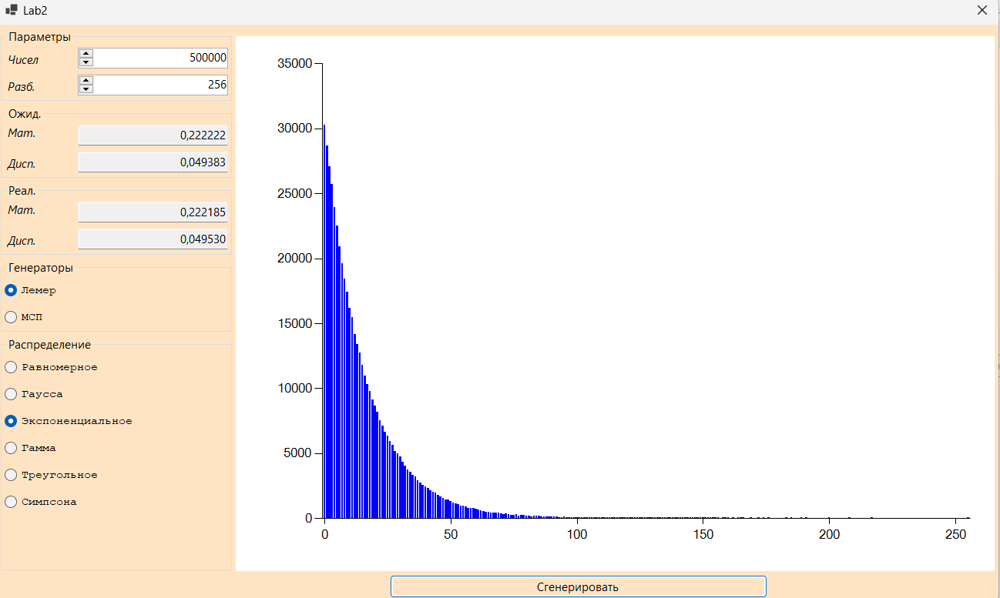 Lab2
Параметры
Чисел 500000
Разб. 256
Ожид.
Мат. 0,222222
Дисп. 0,049383
Реал.
Мат. 0,222185
Дисп. 0,049530
Генераторы
Лемер
МСП
Распределение
Равномерное
Гаусса
Экспоненциальное
Гамма
Треугольное
Симпсона
35000
30000
25000
20000
15000
10000
5000
0
0 50 100 150 200 250
Сгенерировать